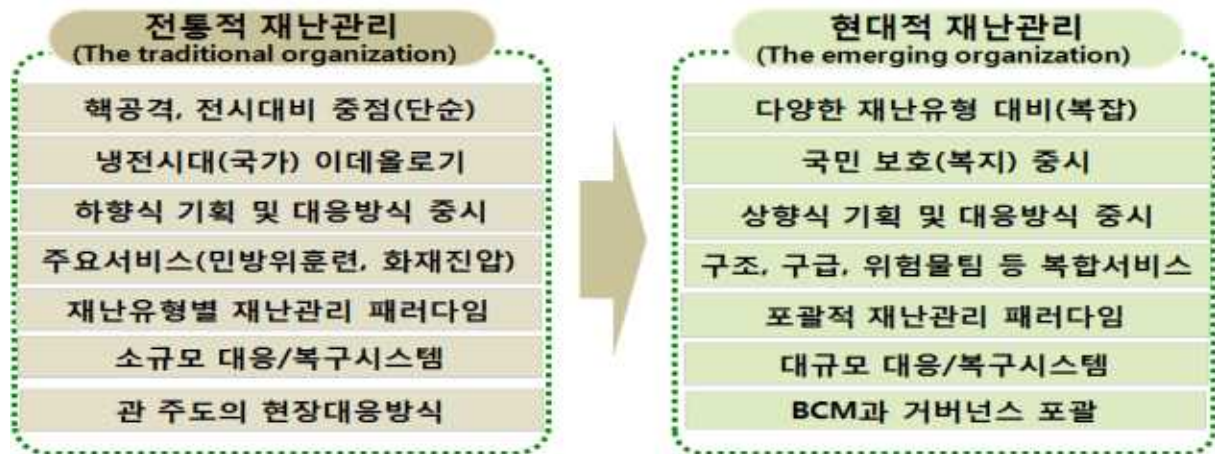 전통적 재난관리
(The traditional organization)
핵공격, 전시대비 중점(단순)
냉전시대(국가) 이데올로기
하향식 기획 및 대응방식 중시
주요서비스(민방위훈련, 화재진압)
재난유형별 재난관리 패러다임
소규모 대응/복구시스템
관 주도의 현장대응방식
현대적 재난관리
(The emerging organization)
다양한 재난유형 대비(복잡)
국민 보호(복지) 중시
상향식 기획 및 대응방식 중시
구조, 구급, 위험물팀 등 복합서비스
포괄적 재난관리 패러다임
대규모 대응/복구시스템
BCM과 거버넌스 포괄